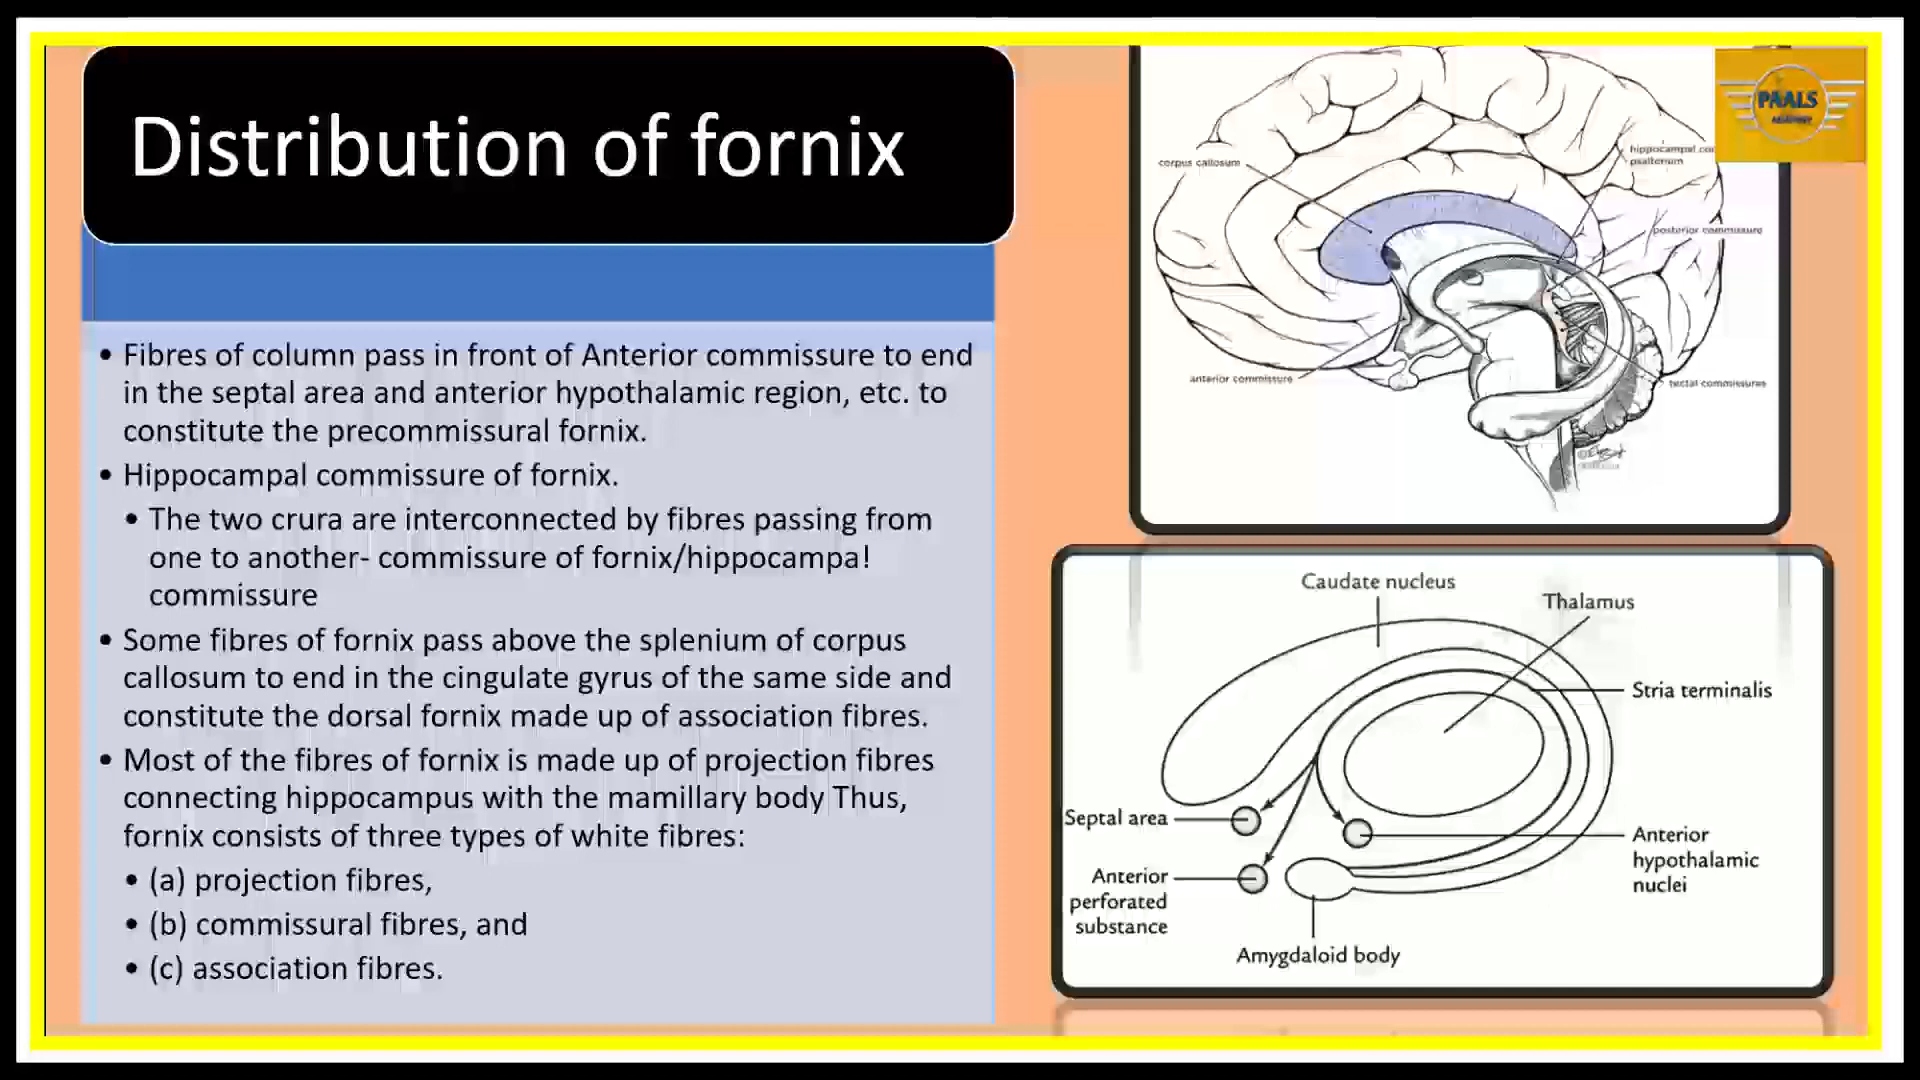 Distribution of fornix
• Fibres of column pass in front of Anterior commissure to end
in the septal area and anterior hypothalamic region, etc. to
constitute the precommissural fornix.
• Hippocampal commissure of fornix.
• The two crura are interconnected by fibres passing from
one to another- commissure of fornix/hippocampa!
commissure
• Some fibres of fornix pass above the splenium of corpus
callosum to end in the cingulate gyrus of the same side and
constitute the dorsal fornix made up of association fibres.
• Most of the fibres of fornix is made up of projection fibres
connecting hippocampus with the mamillary body Thus,
fornix consists of three types of white fibres:
• (a) projection fibres,
• (b) commissural fibres, and
• (c) association fibres.
PAALS
corpus callosum
hippocampal
psalterium
posterior commissure
anterior commissure
tectal commissures
Caudate nucleus
Thalamus
Stria terminalis
Septal area
Anterior
hypothalamic
nuclei
Anterior
perforated
substance
Amygdaloid body